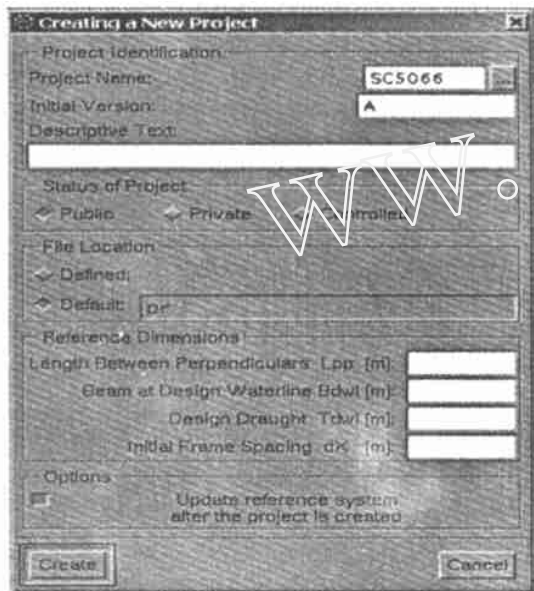 Creating a New Project
Project Identification
Project Name: SC5066 ...
Initial Version: A
Descriptive Text:
Status of Project
Public Private Controlled
www.
File Location
Defined:
Default: pr
Reference Dimensions
Length Between Perpendiculars Lpp [m]:
Beam at Design Waterline Bdwl [m]:
Design Draught Tdwl [m]:
Initial Frame Spacing dX [m]:
Options
Update reference system
after the project is created
Create Cancel